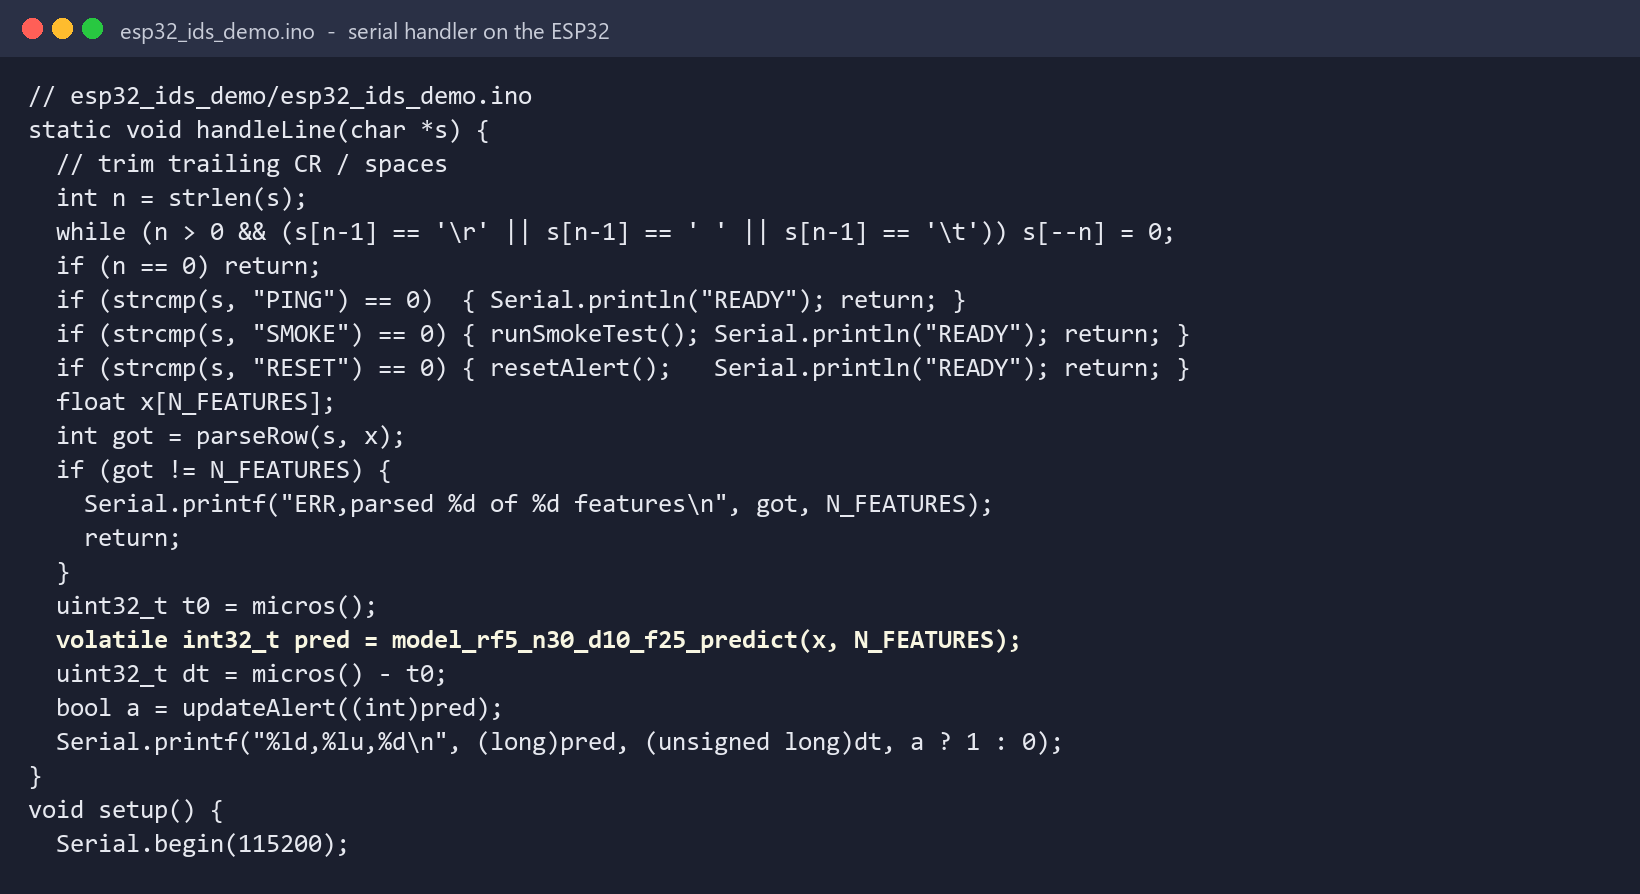 esp32_ids_demo.ino  -  serial handler on the ESP32
// esp32_ids_demo/esp32_ids_demo.ino
static void handleLine(char *s) {
  // trim trailing CR / spaces
  int n = strlen(s);
  while (n > 0 && (s[n-1] == '\r' || s[n-1] == ' ' || s[n-1] == '\t')) s[--n] = 0;
  if (n == 0) return;
  if (strcmp(s, "PING") == 0)  { Serial.println("READY"); return; }
  if (strcmp(s, "SMOKE") == 0) { runSmokeTest(); Serial.println("READY"); return; }
  if (strcmp(s, "RESET") == 0) { resetAlert();   Serial.println("READY"); return; }
  float x[N_FEATURES];
  int got = parseRow(s, x);
  if (got != N_FEATURES) {
    Serial.printf("ERR,parsed %d of %d features\n", got, N_FEATURES);
    return;
  }
  uint32_t t0 = micros();
  volatile int32_t pred = model_rf5_n30_d10_f25_predict(x, N_FEATURES);
  uint32_t dt = micros() - t0;
  bool a = updateAlert((int)pred);
  Serial.printf("%ld,%lu,%d\n", (long)pred, (unsigned long)dt, a ? 1 : 0);
}
void setup() {
  Serial.begin(115200);